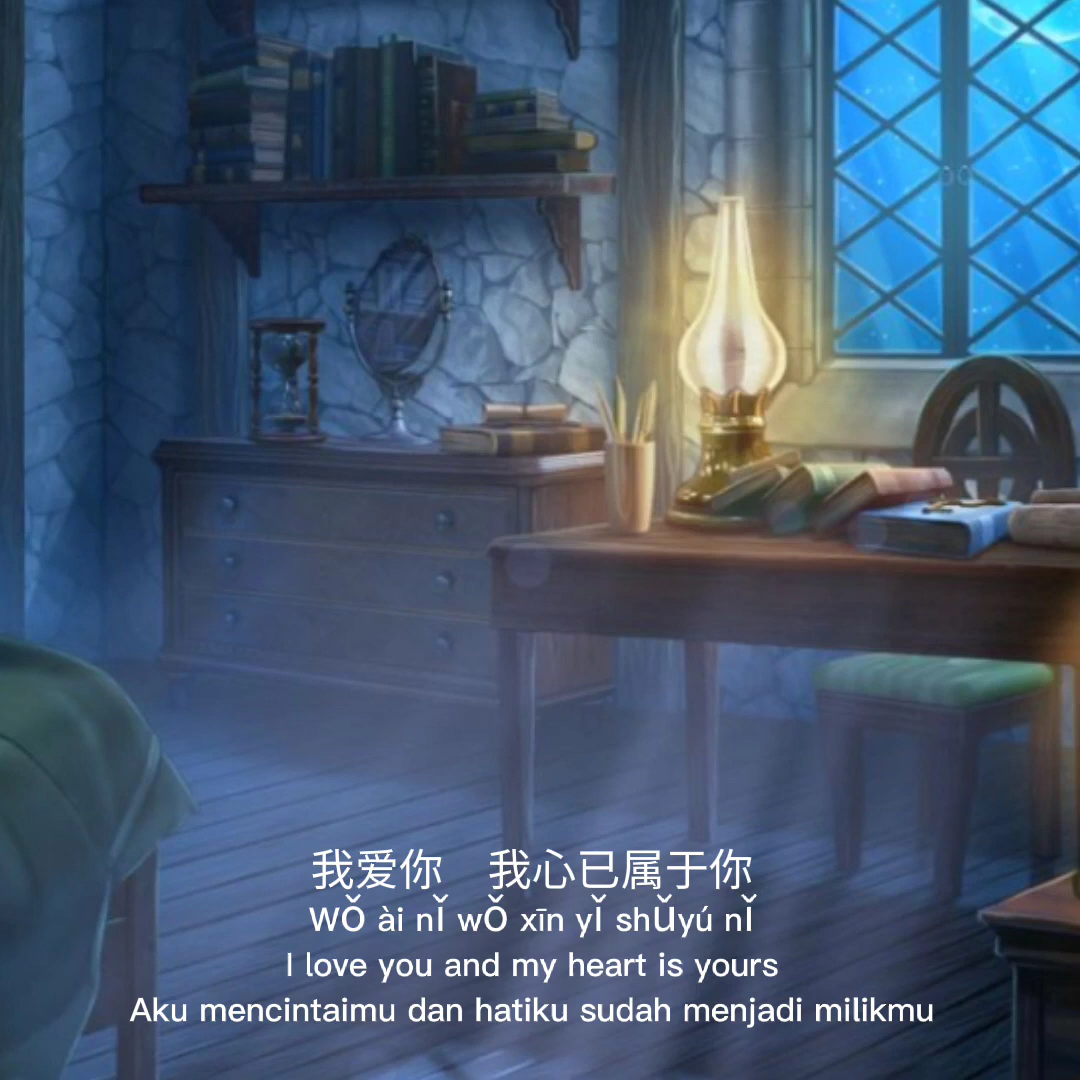 我爱你　我心已属于你
WǑ ài nǏ wǑ xīn yǏ shǓyú nǏ
I love you and my heart is yours
Aku mencintaimu dan hatiku sudah menjadi milikmu